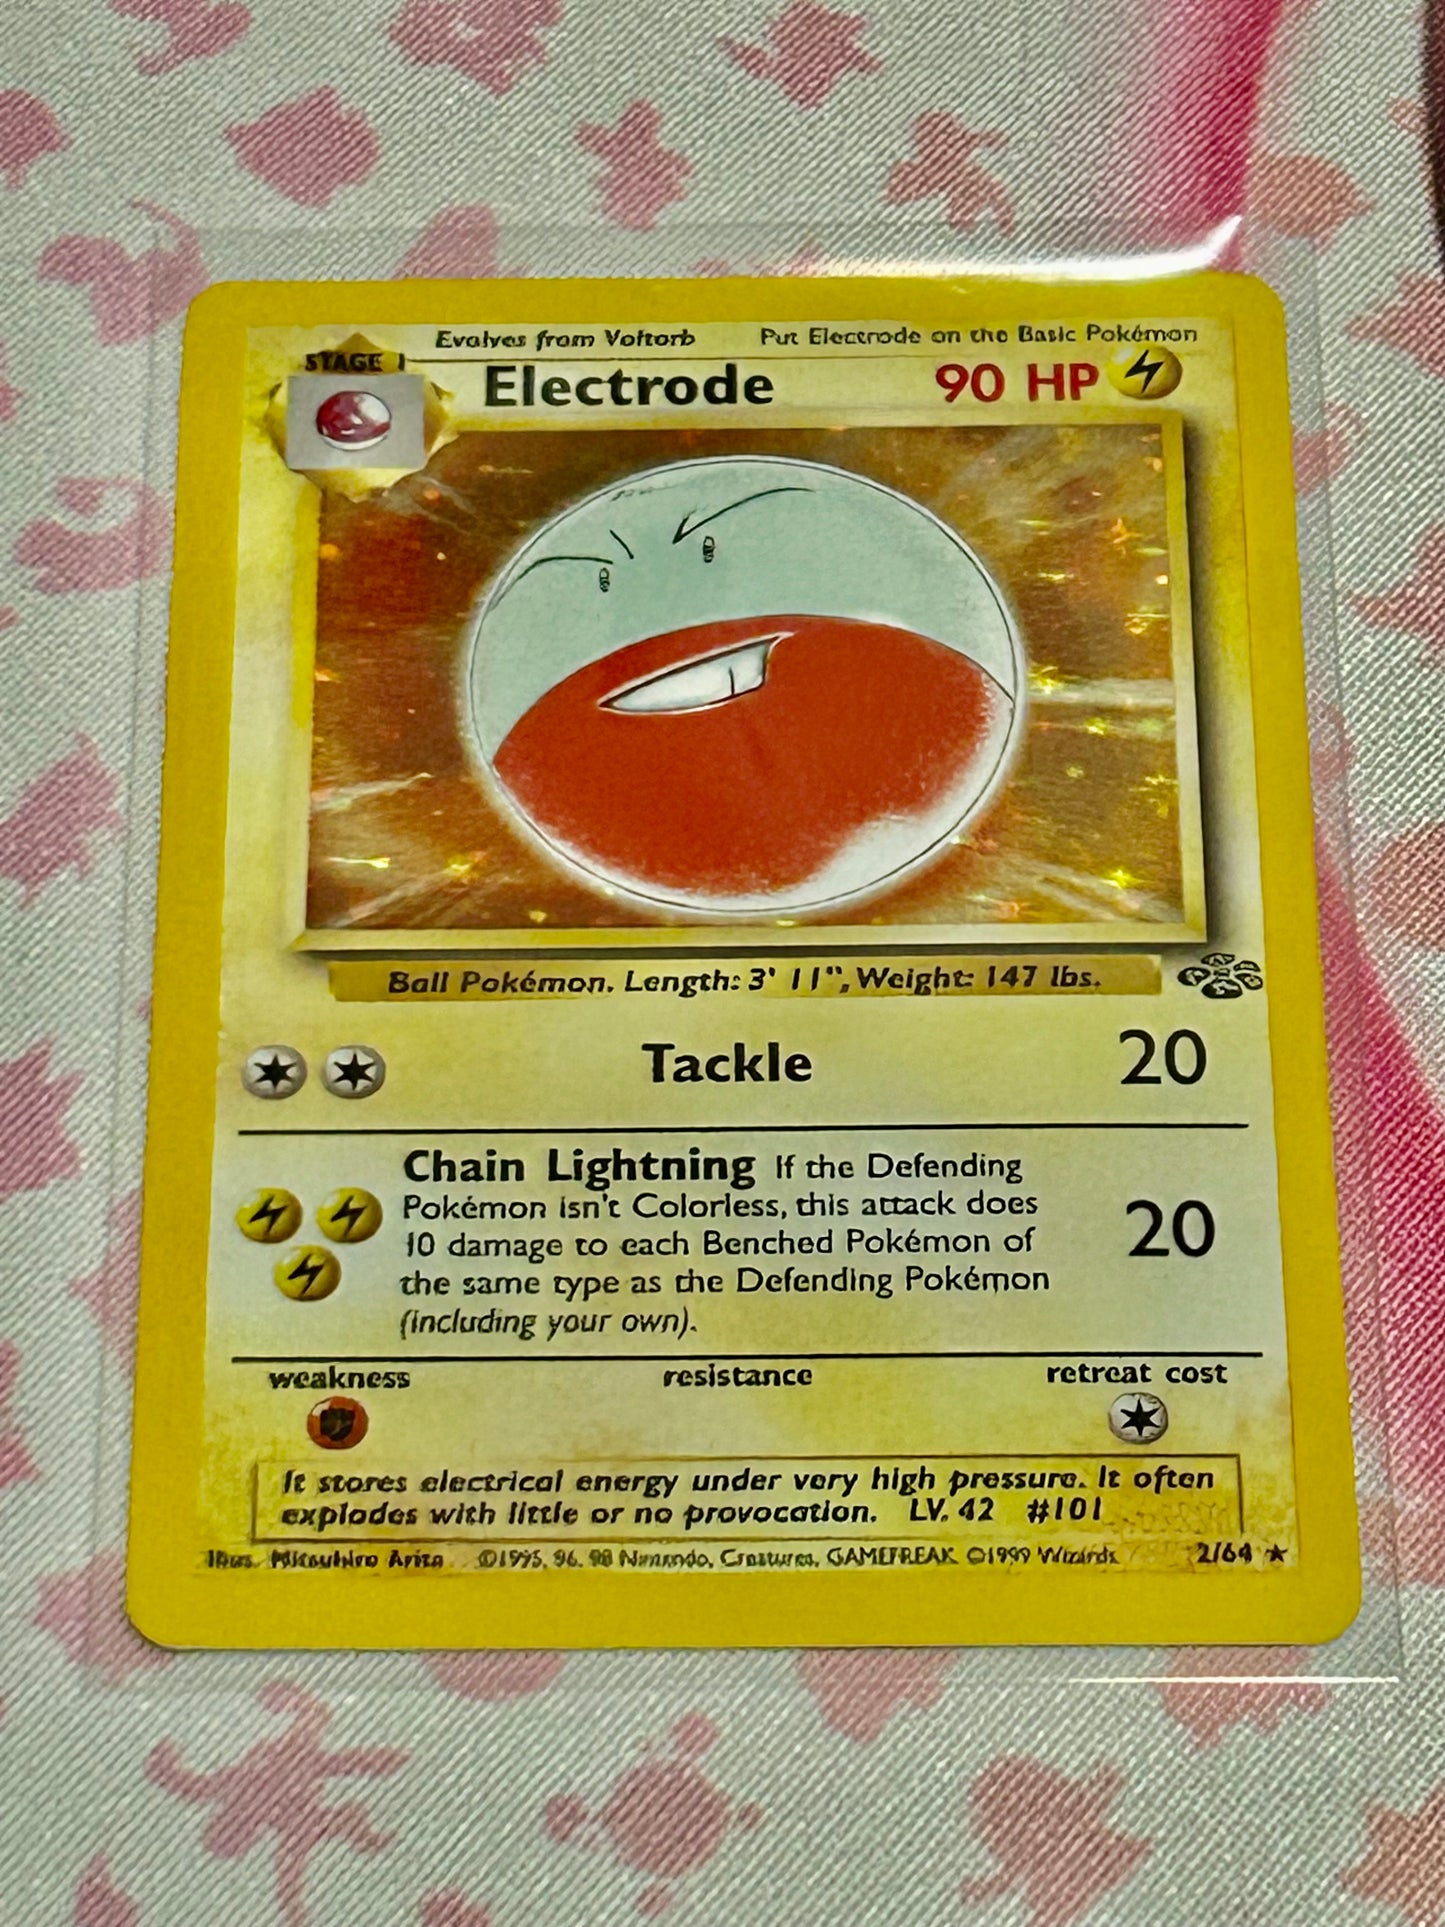 Evolves from Voltorb Put Electrode on the Basic Pokémon
STAGE 1
Electrode 90 HP
Ball Pokémon. Length: 3' 11", Weight: 147 lbs.
Tackle 20
Chain Lightning If the Defending
Pokémon isn't Colorless, this attack does
10 damage to each Benched Pokémon of
the same type as the Defending Pokémon
(including your own).
20
weakness resistance retreat cost
It stores electrical energy under very high pressure. It often
explodes with little or no provocation. LV. 42 #101
Illus. Mitsuhiro Arita ©1995, 96, 98 Nintendo, Creatures, GAMEFREAK. ©1999 Wizards. 2/64 ★